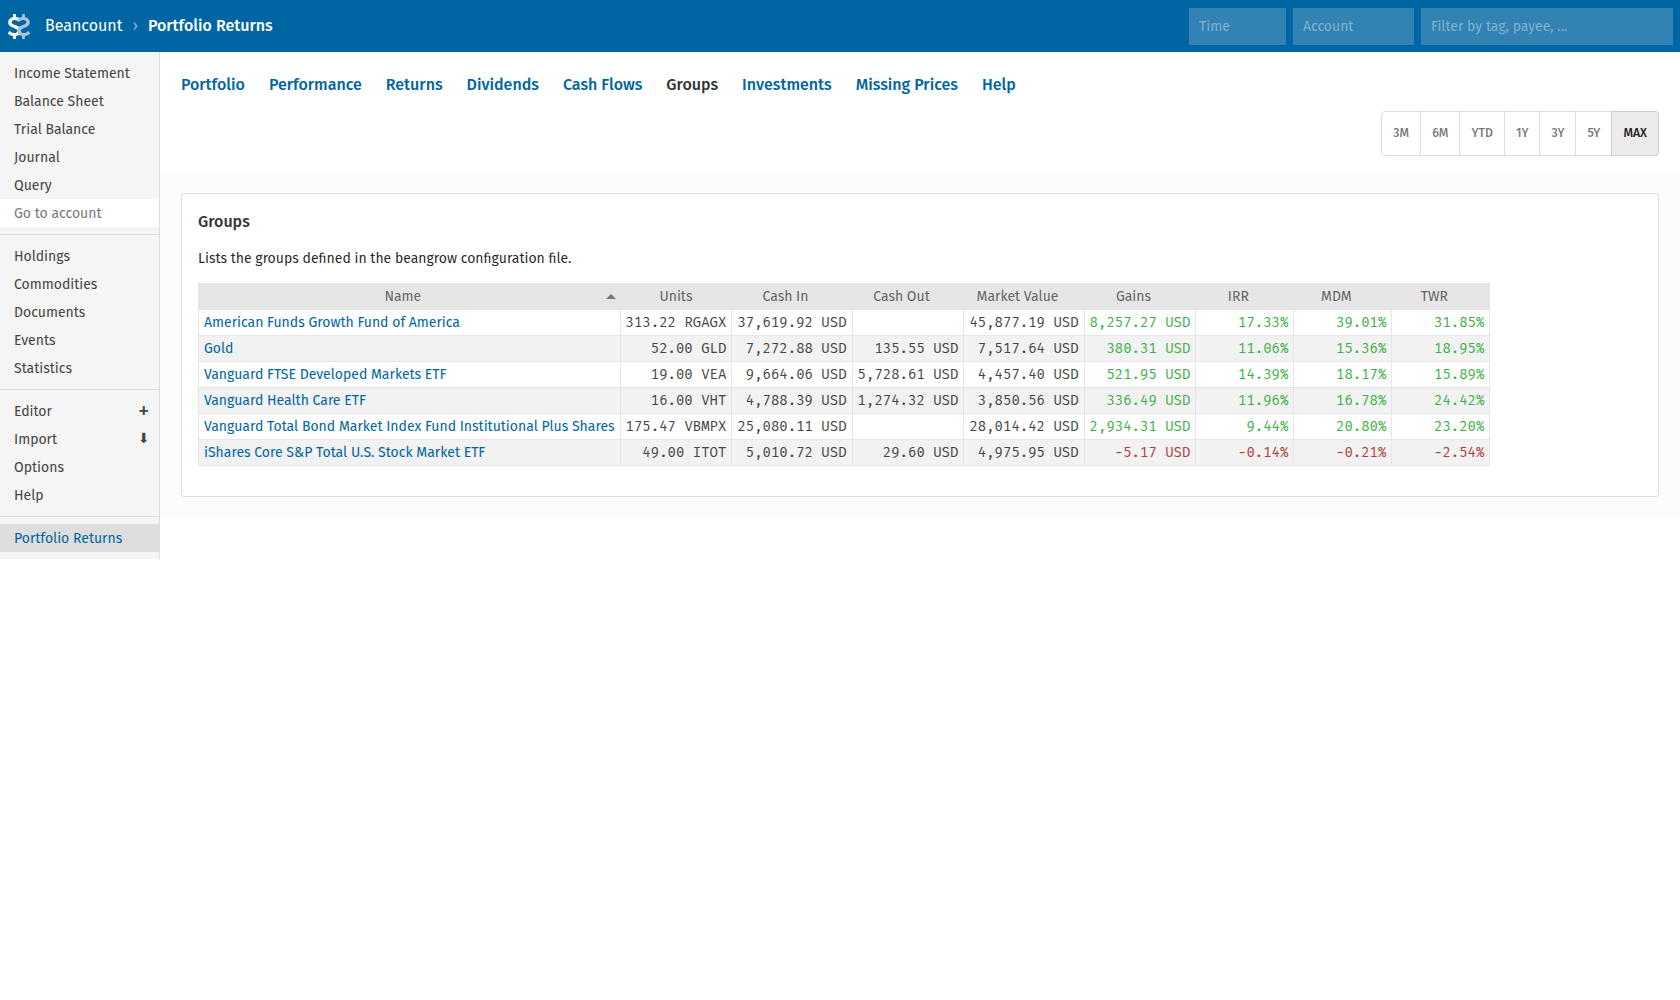 Beancount › Portfolio Returns
Time
Account
Filter by tag, payee, ...
Income Statement
Balance Sheet
Trial Balance
Journal
Query
Go to account
Holdings
Commodities
Documents
Events
Statistics
Editor +
Import ⬇
Options
Help
Portfolio Returns
Portfolio Performance Returns Dividends Cash Flows Groups Investments Missing Prices Help
3M 6M YTD 1Y 3Y 5Y MAX
Groups
Lists the groups defined in the beangrow configuration file.
Name Units Cash In Cash Out Market Value Gains IRR MDM TWR
American Funds Growth Fund of America 313.22 RGAGX 37,619.92 USD 45,877.19 USD 8,257.27 USD 17.33% 39.01% 31.85%
Gold 52.00 GLD 7,272.88 USD 135.55 USD 7,517.64 USD 380.31 USD 11.06% 15.36% 18.95%
Vanguard FTSE Developed Markets ETF 19.00 VEA 9,664.06 USD 5,728.61 USD 4,457.40 USD 521.95 USD 14.39% 18.17% 15.89%
Vanguard Health Care ETF 16.00 VHT 4,788.39 USD 1,274.32 USD 3,850.56 USD 336.49 USD 11.96% 16.78% 24.42%
Vanguard Total Bond Market Index Fund Institutional Plus Shares 175.47 VBMPX 25,080.11 USD 28,014.42 USD 2,934.31 USD 9.44% 20.80% 23.20%
iShares Core S&P Total U.S. Stock Market ETF 49.00 ITOT 5,010.72 USD 29.60 USD 4,975.95 USD -5.17 USD -0.14% -0.21% -2.54%